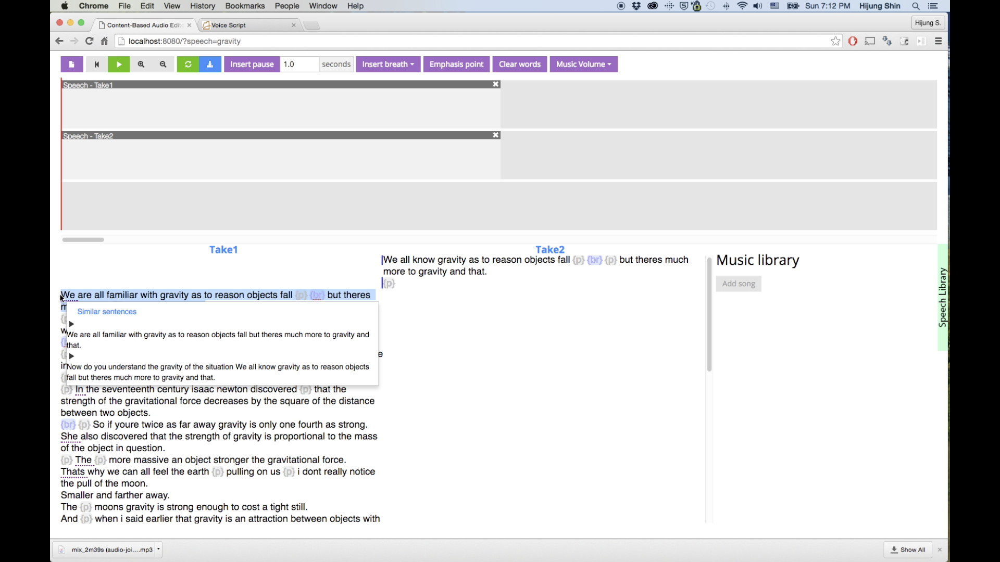 Chrome File Edit View History Bookmarks People Window Help Sun 7:12 PM Hijung Shin
Content-Based Audio Edit Voice Script Hijung S.
localhost:8080/?speech=gravity
Insert pause 1.0 seconds Insert breath Emphasis point Clear words Music Volume
Speech - Take1
Speech - Take2
Take1
We are all familiar with gravity as to reason objects fall {p} {br} but theres
Similar sentences
We are all familiar with gravity as to reason objects fall but theres much more to gravity and
that.
Now do you understand the gravity of the situation We all know gravity as to reason objects
fall but theres much more to gravity and that.
{p} In the seventeenth century isaac newton discovered {p} that the
strength of the gravitational force decreases by the square of the distance
between two objects.
{br} {p} So if youre twice as far away gravity is only one fourth as strong.
She also discovered that the strength of gravity is proportional to the mass
of the object in question.
{p} The {p} more massive an object stronger the gravitational force.
Thats why we can all feel the earth {p} pulling on us {p} i dont really notice
the pull of the moon.
Smaller and farther away.
The {p} moons gravity is strong enough to cost a tight still.
And {p} when i said earlier that gravity is an attraction between objects with
Take2
We all know gravity as to reason objects fall {p} {br} {p} but theres much
more to gravity and that.
{p}
Music library
Add song
Speech Library
mix_2m39s (audio-joi....mp3
Show All